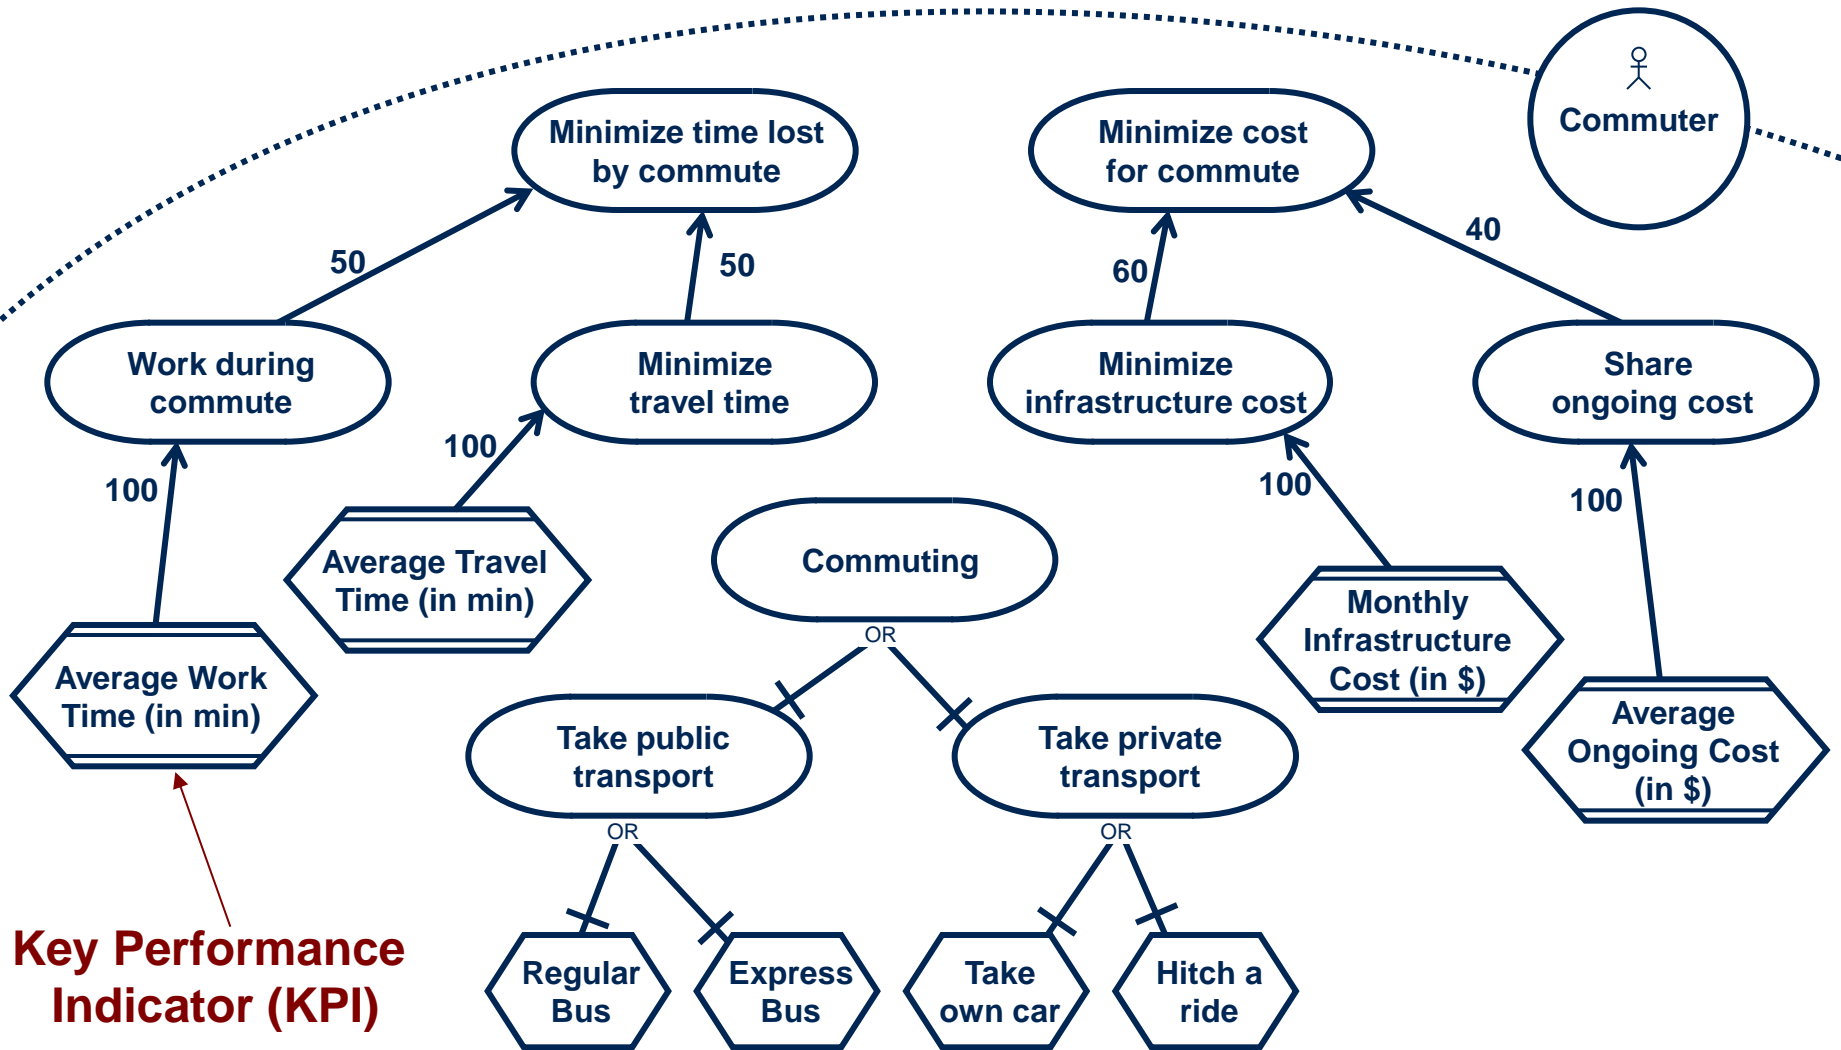 Commuter
Minimize time lost
by commute
Minimize cost
for commute
50
50
60
40
Work during
commute
Minimize
travel time
Minimize
infrastructure cost
Share
ongoing cost
100
100
100
100
Average Work
Time (in min)
Average Travel
Time (in min)
Commuting
OR
Monthly
Infrastructure
Cost (in $)
Average
Ongoing Cost
(in $)
Take public
transport
Take private
transport
OR
OR
Key Performance
Indicator (KPI)
Regular
Bus
Express
Bus
Take
own car
Hitch a
ride